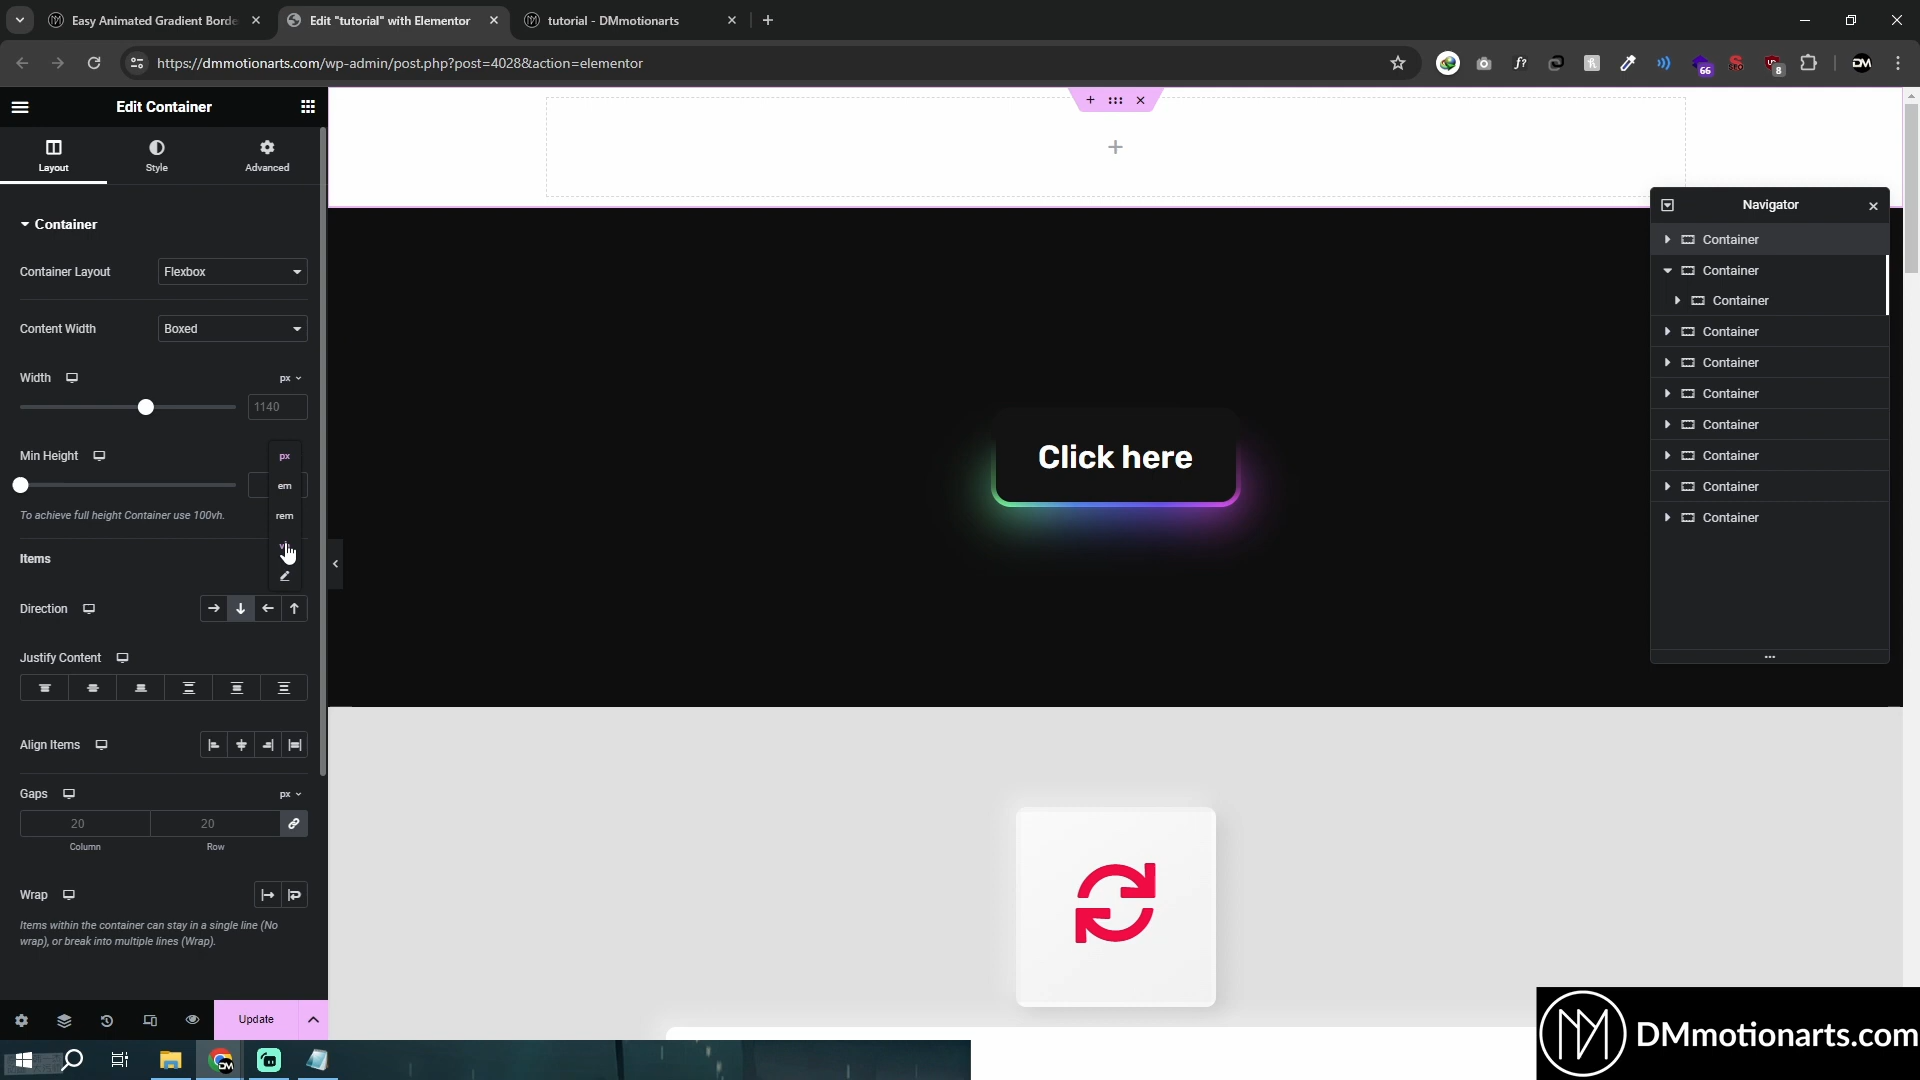 Easy Animated Gradient Borde
Edit "tutorial" with Elementor
tutorial - DMmotionarts
https://dmmotionarts.com/wp-admin/post.php?post=4028&action=elementor
f?
66
8
DM
Edit Container
Layout
Style
Advanced
Container
Container Layout
Flexbox
Content Width
Boxed
Width
px
1140
Min Height
px
em
rem
To achieve full height Container use 100vh.
Items
Direction
Justify Content
Align Items
Gaps
px
20
20
Column
Row
Wrap
Items within the container can stay in a single line (No
wrap), or break into multiple lines (Wrap).
Update
Click here
Navigator
Container
Container
Container
Container
Container
Container
Container
Container
Container
Container
DMmotionarts.com